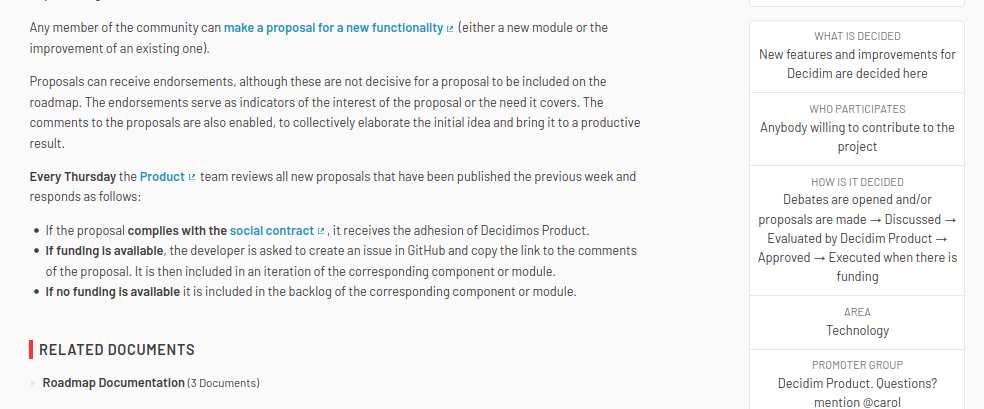 Any member of the community can make a proposal for a new functionality (either a new module or the
improvement of an existing one).
Proposals can receive endorsements, although these are not decisive for a proposal to be included on the
roadmap. The endorsements serve as indicators of the interest of the proposal or the need it covers. The
comments to the proposals are also enabled, to collectively elaborate the initial idea and bring it to a productive
result.
Every Thursday the Product team reviews all new proposals that have been published the previous week and
responds as follows:
• If the proposal complies with the social contract , it receives the adhesion of Decidimos Product.
• If funding is available, the developer is asked to create an issue in GitHub and copy the link to the comments
of the proposal. It is then included in an iteration of the corresponding component or module.
• If no funding is available it is included in the backlog of the corresponding component or module.
RELATED DOCUMENTS
Roadmap Documentation (3 Documents)
WHAT IS DECIDED
New features and improvements for
Decidim are decided here
WHO PARTICIPATES
Anybody willing to contribute to the
project
HOW IS IT DECIDED
Debates are opened and/or
proposals are made → Discussed →
Evaluated by Decidim Product →
Approved → Executed when there is
funding
AREA
Technology
PROMOTER GROUP
Decidim Product. Questions?
mention @carol